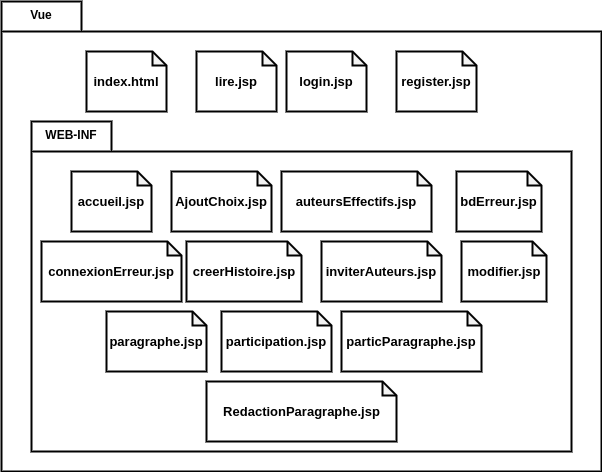 Vue
index.html
lire.jsp
login.jsp
register.jsp
WEB-INF
accueil.jsp
AjoutChoix.jsp
auteursEffectifs.jsp
bdErreur.jsp
connexionErreur.jsp
creerHistoire.jsp
inviterAuteurs.jsp
modifier.jsp
paragraphe.jsp
participation.jsp
particParagraphe.jsp
RedactionParagraphe.jsp